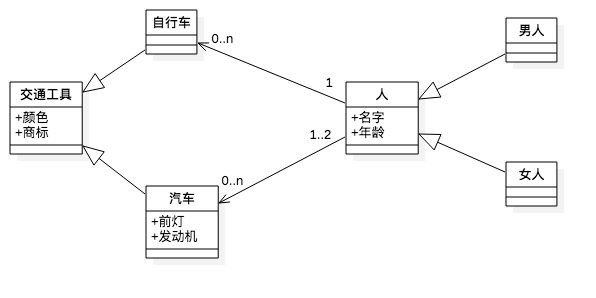 自行车
0..n
男人
交通工具
+颜色
+商标
1
人
+名字
+年龄
1..2
0..n
汽车
+前灯
+发动机
女人